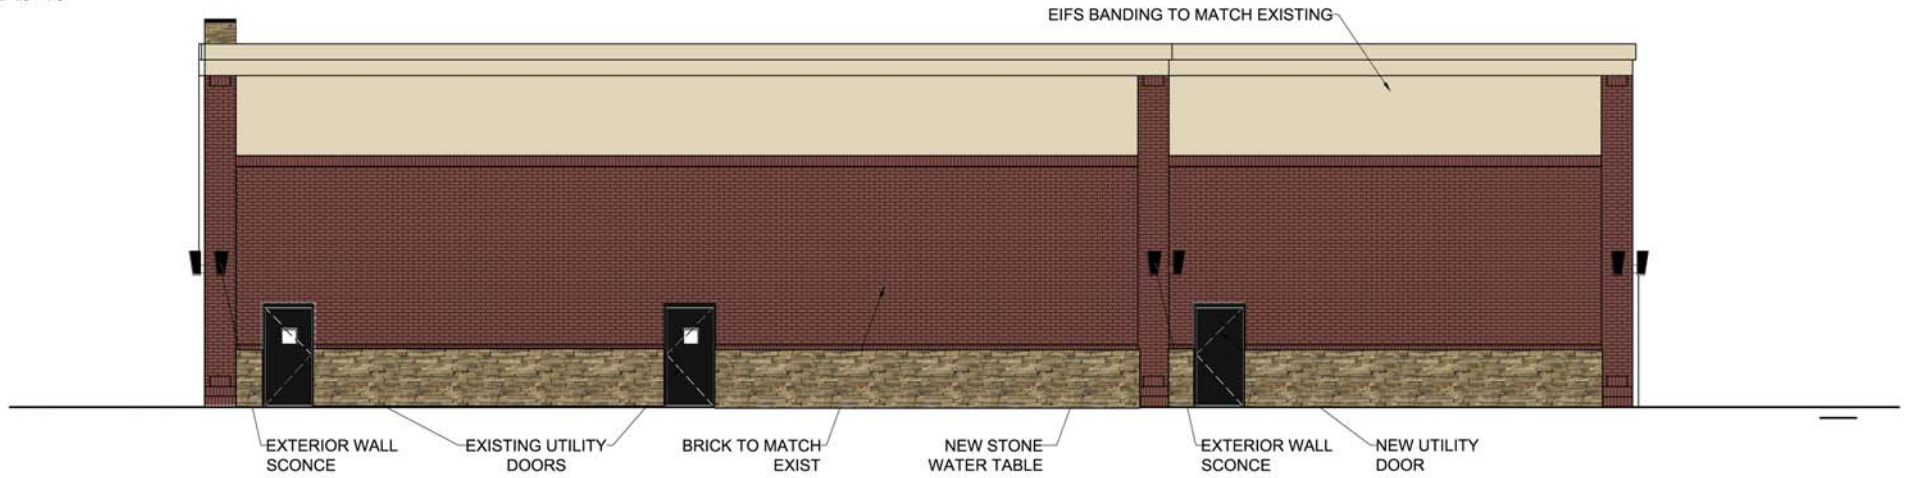 EIFS BANDING TO MATCH EXISTING
EXTERIOR WALL
SCONCE
EXISTING UTILITY
DOORS
BRICK TO MATCH
EXIST
NEW STONE
WATER TABLE
EXTERIOR WALL
SCONCE
NEW UTILITY
DOOR